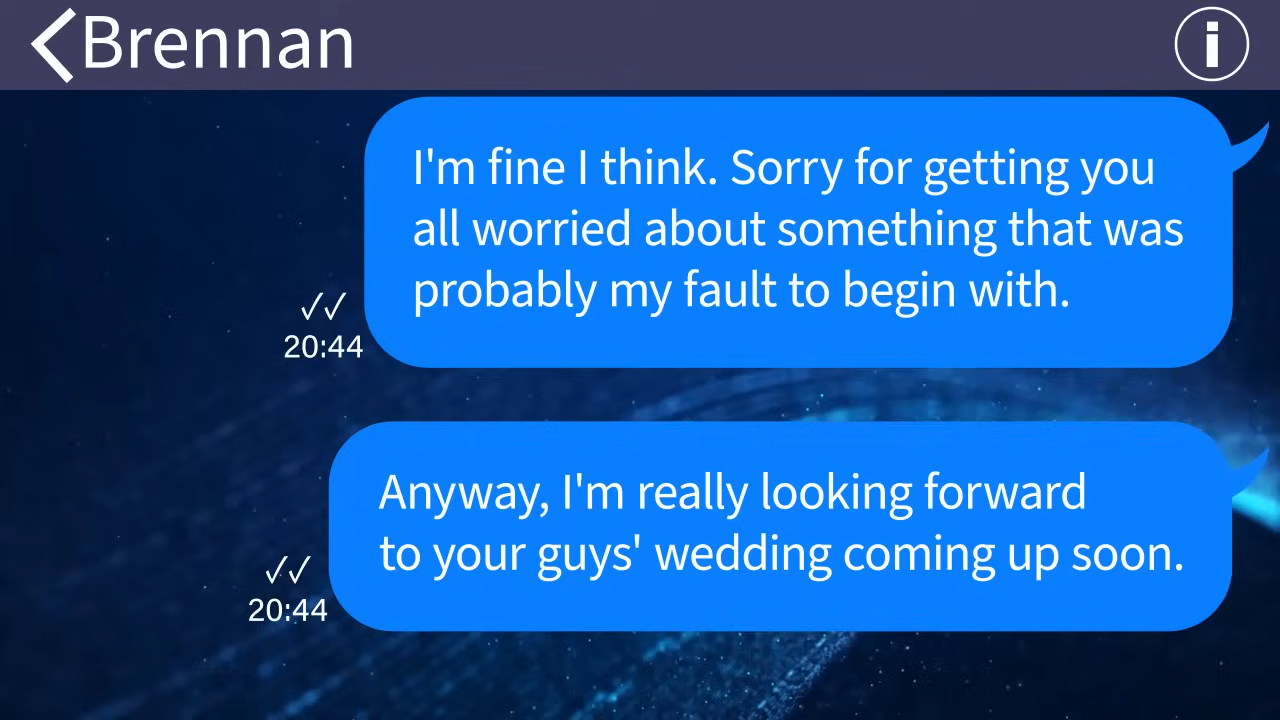 Brennan
I'm fine I think. Sorry for getting you
all worried about something that was
probably my fault to begin with.
20:44
Anyway, I'm really looking forward
to your guys' wedding coming up soon.
20:44